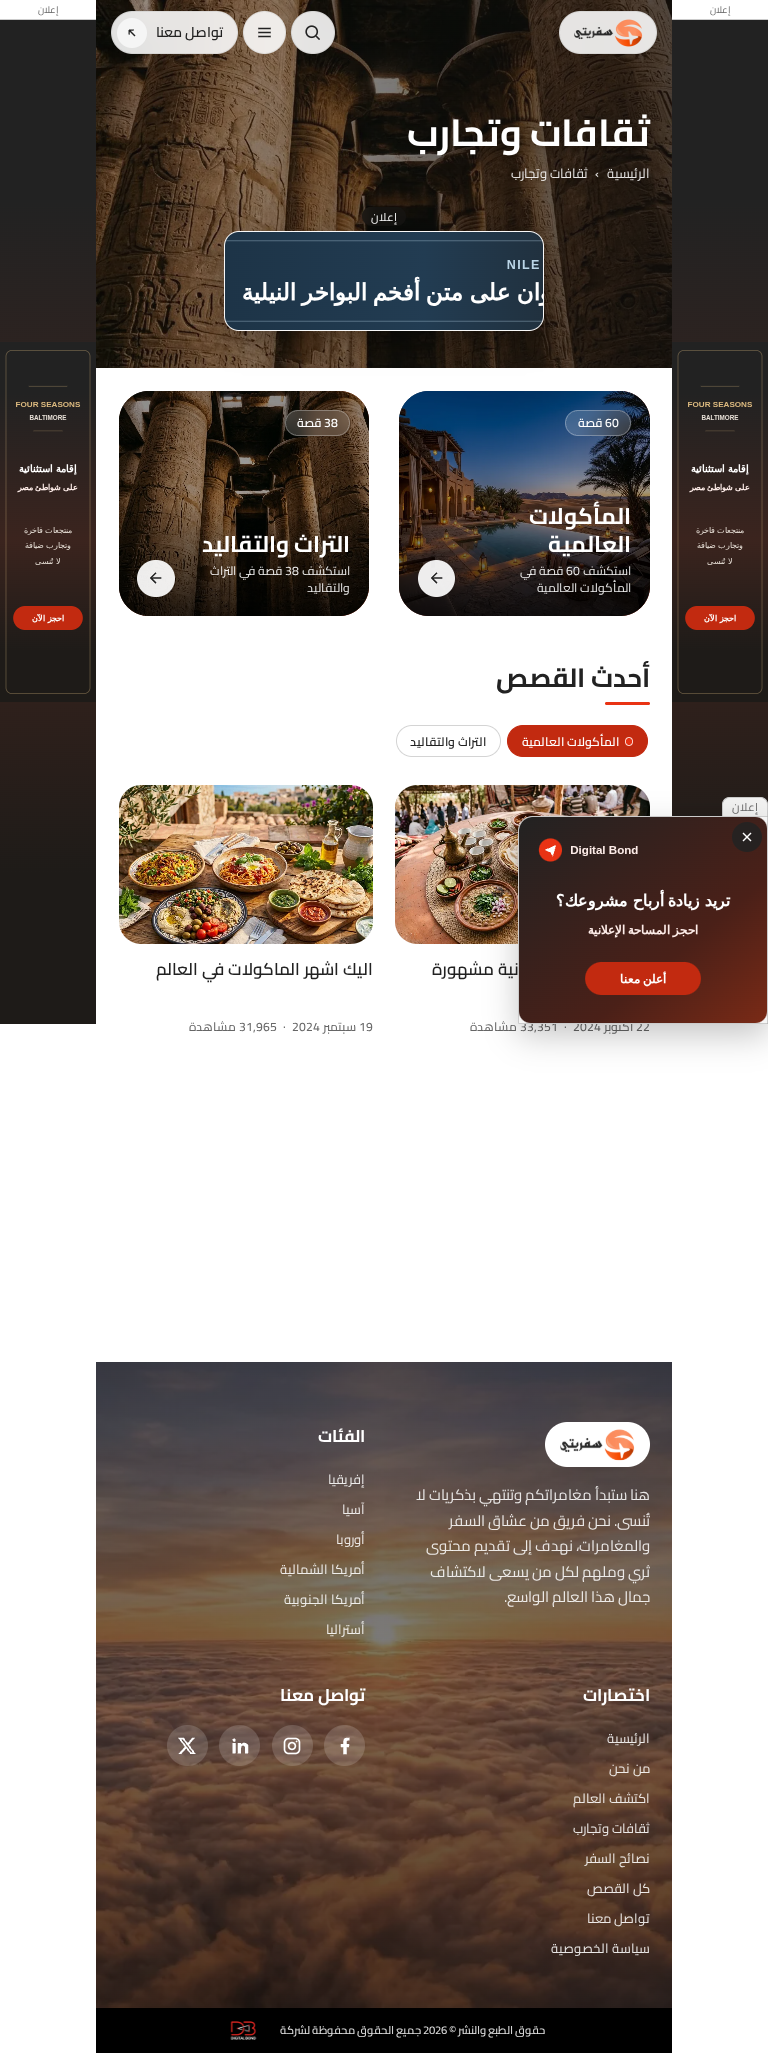 إعلان
إعلان
سفريتي
تواصل معنا
ثقافات وتجارب
الرئيسية › ثقافات وتجارب
إعلان
NILE
على متن أفخم البواخر النيلية
FOUR SEASONS
BALTIMORE
إقامة استثنائية
على شواطئ مصر
منتجعات فاخرة
وتجارب ضيافة
لا تُنسى
احجز الآن
FOUR SEASONS
BALTIMORE
إقامة استثنائية
على شواطئ مصر
منتجعات فاخرة
وتجارب ضيافة
لا تُنسى
احجز الآن
60 قصة
المأكولات
العالمية
استكشف 60 قصة في
المأكولات العالمية
38 قصة
التراث والتقاليد
استكشف 38 قصة في التراث
والتقاليد
أحدث القصص
المأكولات العالمية
التراث والتقاليد
إعلان
Digital Bond
تريد زيادة أرباح مشروعك؟
احجز المساحة الإعلانية
أعلن معنا
مشهورة
22 أكتوبر 2024 · 33,351 مشاهدة
اليك اشهر الماكولات في العالم
19 سبتمبر 2024 · 31,965 مشاهدة
سفريتي
هنا ستبدأ مغامراتكم وتنتهي بذكريات لا
تُنسى. نحن فريق من عشاق السفر
والمغامرات، نهدف إلى تقديم محتوى
ثري وملهم لكل من يسعى لاكتشاف
جمال هذا العالم الواسع.
الفئات
إفريقيا
آسيا
أوروبا
أمريكا الشمالية
أمريكا الجنوبية
أستراليا
اختصارات
الرئيسية
من نحن
اكتشف العالم
ثقافات وتجارب
نصائح السفر
كل القصص
تواصل معنا
سياسة الخصوصية
تواصل معنا
حقوق الطبع والنشر © 2026 جميع الحقوق محفوظة لشركة
DIGITAL BOND